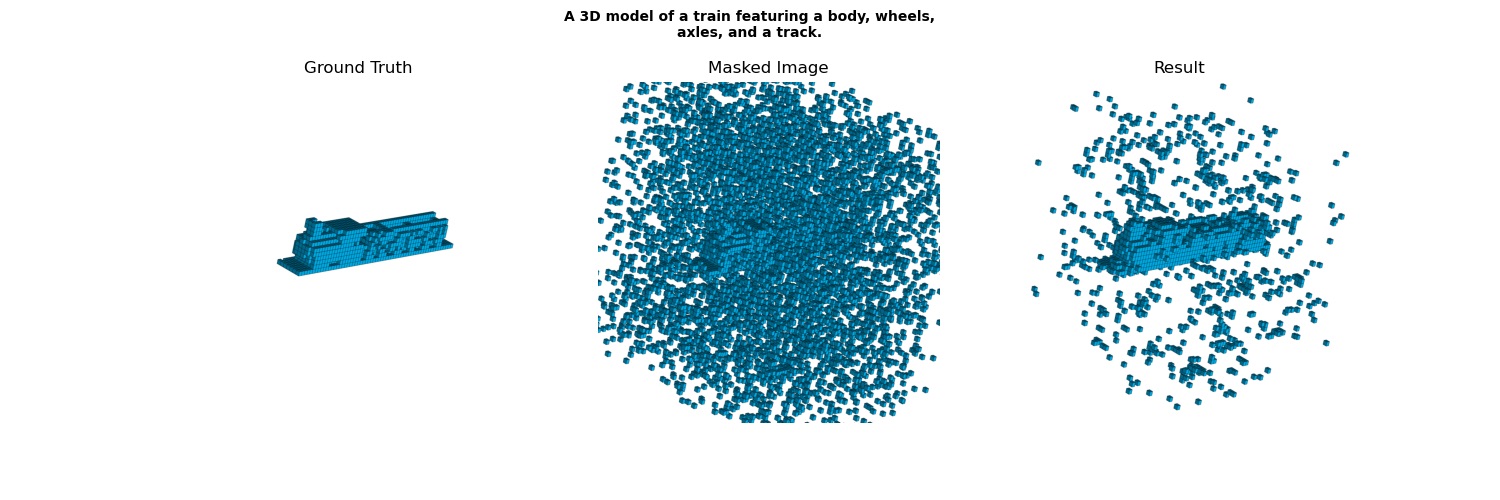 A 3D model of a train featuring a body, wheels,
axles, and a track.
Ground Truth
Masked Image
Result